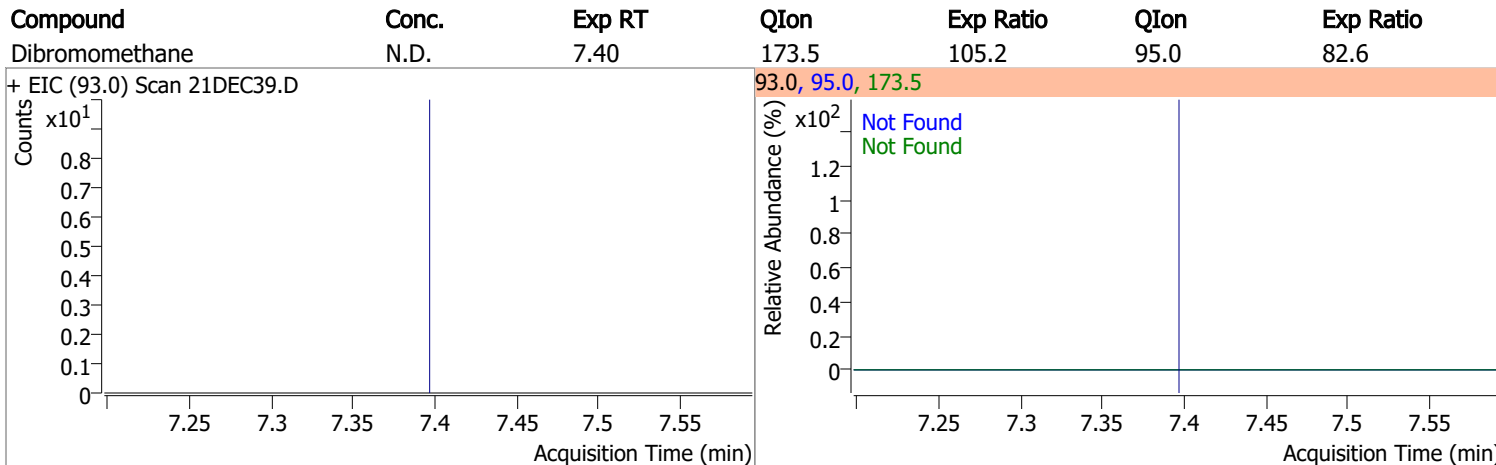 Compound Conc. Exp RT QIon Exp Ratio QIon Exp Ratio
Dibromomethane N.D. 7.40 173.5 105.2 95.0 82.6
+ EIC (93.0) Scan 21DEC39.D
Counts
x10¹
0.8
0.7
0.6
0.5
0.4
0.3
0.2
0.1
0
7.25 7.3 7.35 7.4 7.45 7.5 7.55
Acquisition Time (min)
93.0, 95.0, 173.5
Relative Abundance (%)
x10²
Not Found
Not Found
1.2
1
0.8
0.6
0.4
0.2
0
7.25 7.3 7.35 7.4 7.45 7.5 7.55
Acquisition Time (min)